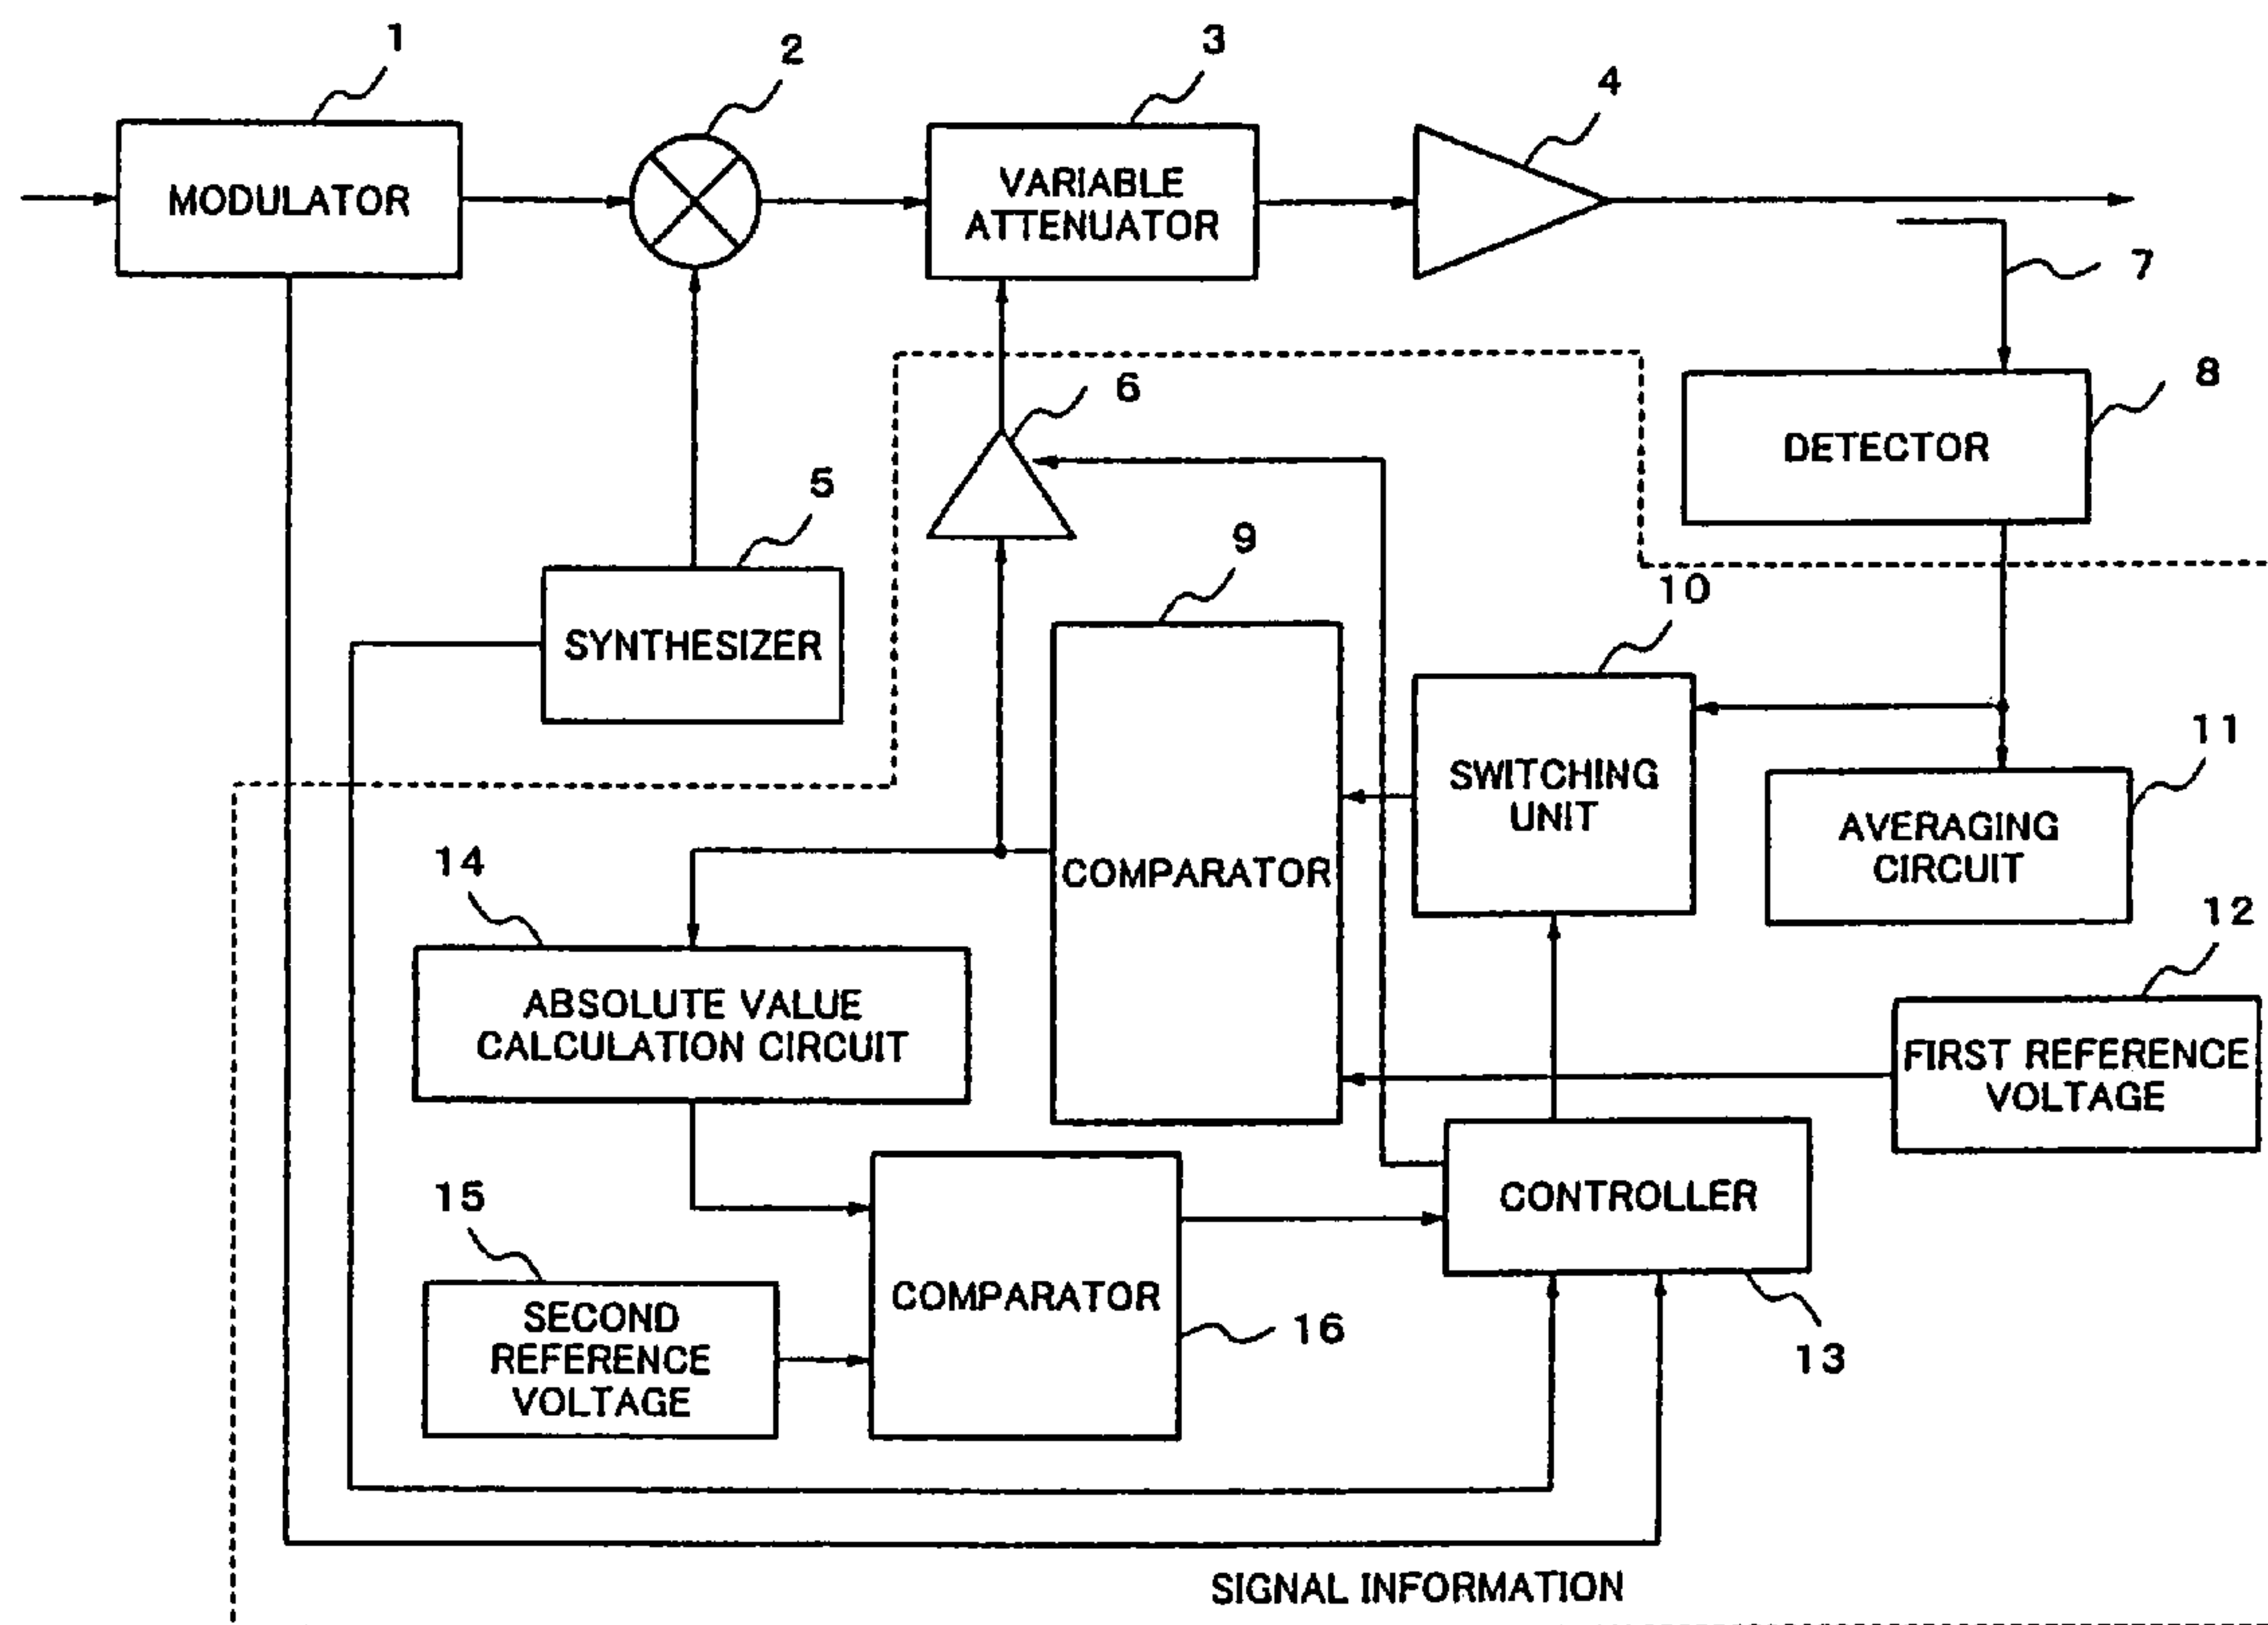 1
2
3
4
MODULATOR
VARIABLE
ATTENUATOR
7
6
8
DETECTOR
5
SYNTHESIZER
9
10
SWITCHING
UNIT
11
AVERAGING
CIRCUIT
COMPARATOR
14
ABSOLUTE VALUE
CALCULATION CIRCUIT
12
FIRST REFERENCE
VOLTAGE
CONTROLLER
13
15
SECOND
REFERENCE
VOLTAGE
COMPARATOR
16
SIGNAL INFORMATION